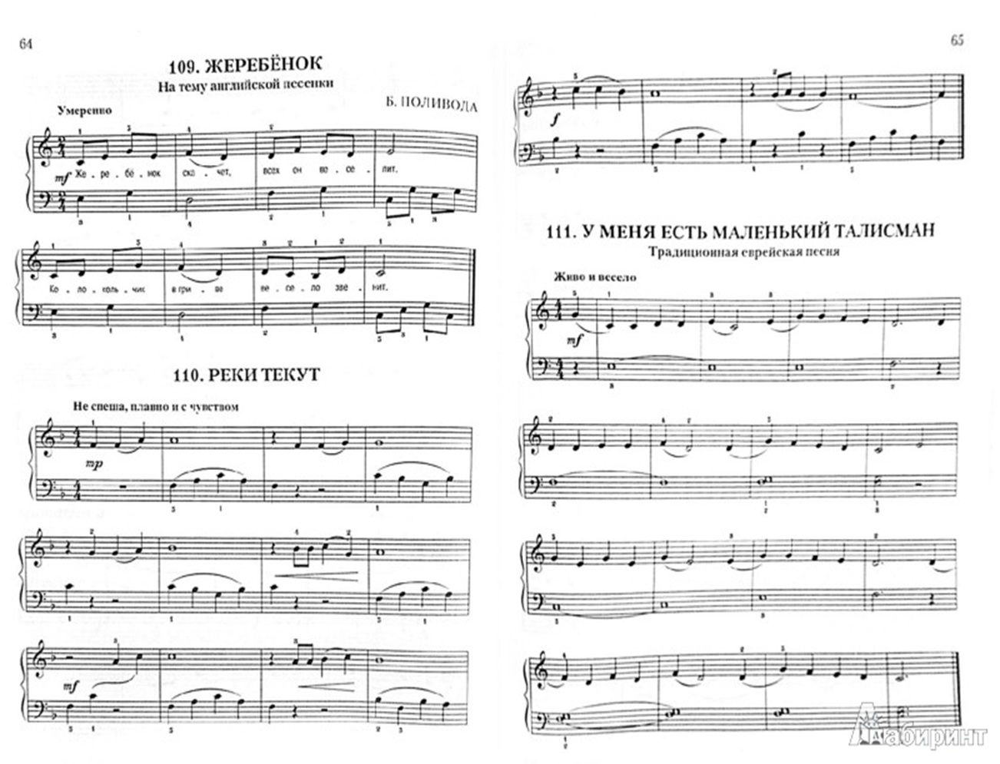 64
109. ЖЕРЕБЁНОК
На тему английской песенки
Б. ПОЛИВОДА
Умеренно
mf
Же - ре - бё - нок ска - чет, всех он ве - се - лит.
Ко - ло - коль - чик в гри - ве ве - се - ло зве - нит.
110. РЕКИ ТЕКУТ
Не спеша, плавно и с чувством
mp
mf
65
f
111. У МЕНЯ ЕСТЬ МАЛЕНЬКИЙ ТАЛИСМАН
Традиционная еврейская песня
Живо и весело
mf
Лабиринт